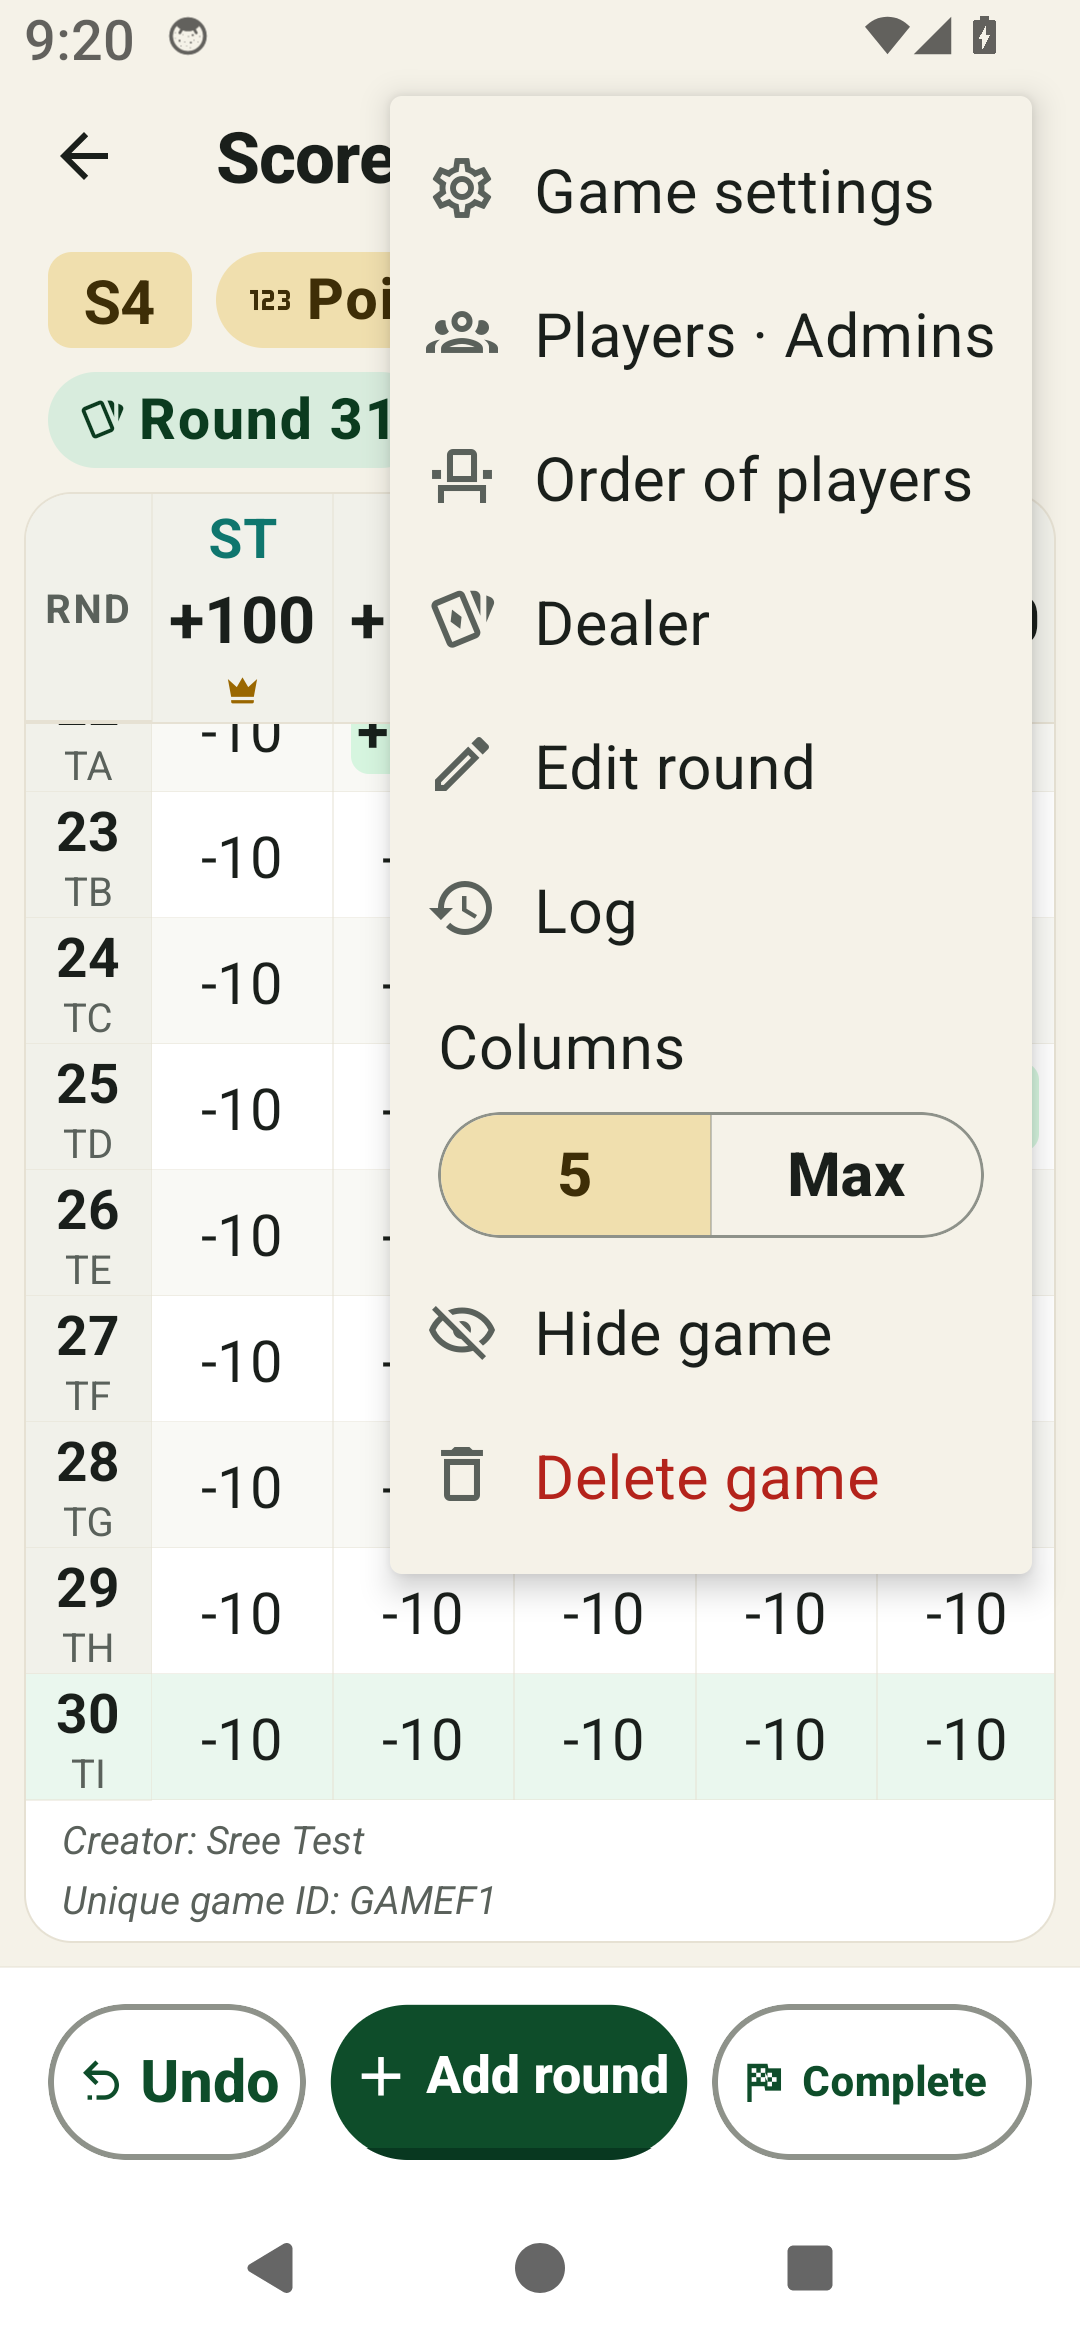 9:20
Score
Game settings
Players · Admins
Order of players
Dealer
Edit round
Log
Columns
5 Max
Hide game
Delete game
S4
123
Round 31
RND
ST
+100
+
-10
TA
+
23
TB
-10
24
TC
-10
25
TD
-10
26
TE
-10
27
TF
-10
28
TG
-10
29
TH
-10 -10 -10 -10 -10
30
TI
-10 -10 -10 -10 -10
Creator: Sree Test
Unique game ID: GAMEF1
Undo
Add round
Complete